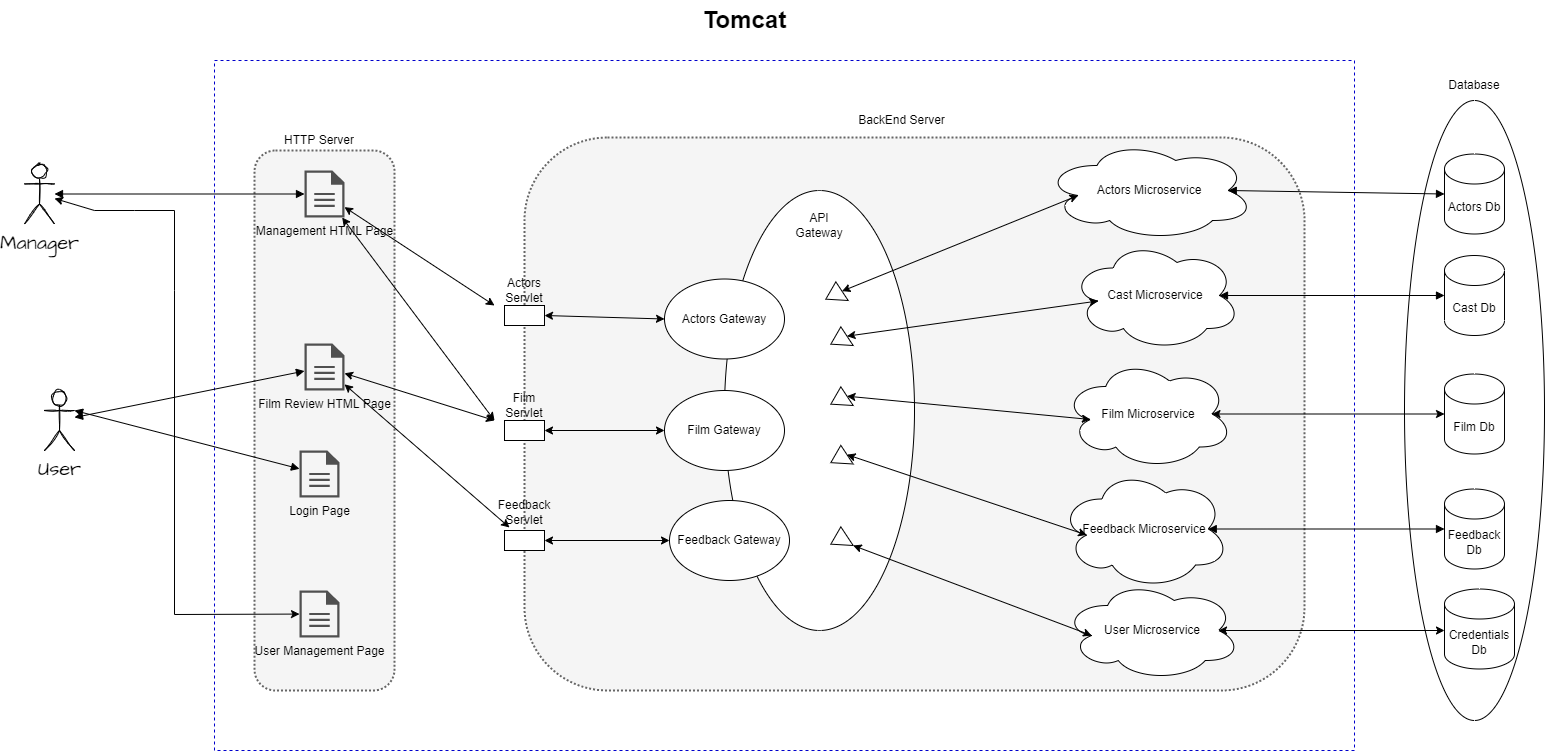 Tomcat
Database
BackEnd Server
HTTP Server
Manager
Management HTML Page
API
Gateway
Actors Microservice
Actors Db
Actors
Servlet
Actors Gateway
Cast Microservice
Cast Db
Film Review HTML Page
User
Film
Servlet
Film Gateway
Film Microservice
Film Db
Login Page
Feedback
Servlet
Feedback Gateway
Feedback Microservice
Feedback
Db
User Management Page
User Microservice
Credentials
Db